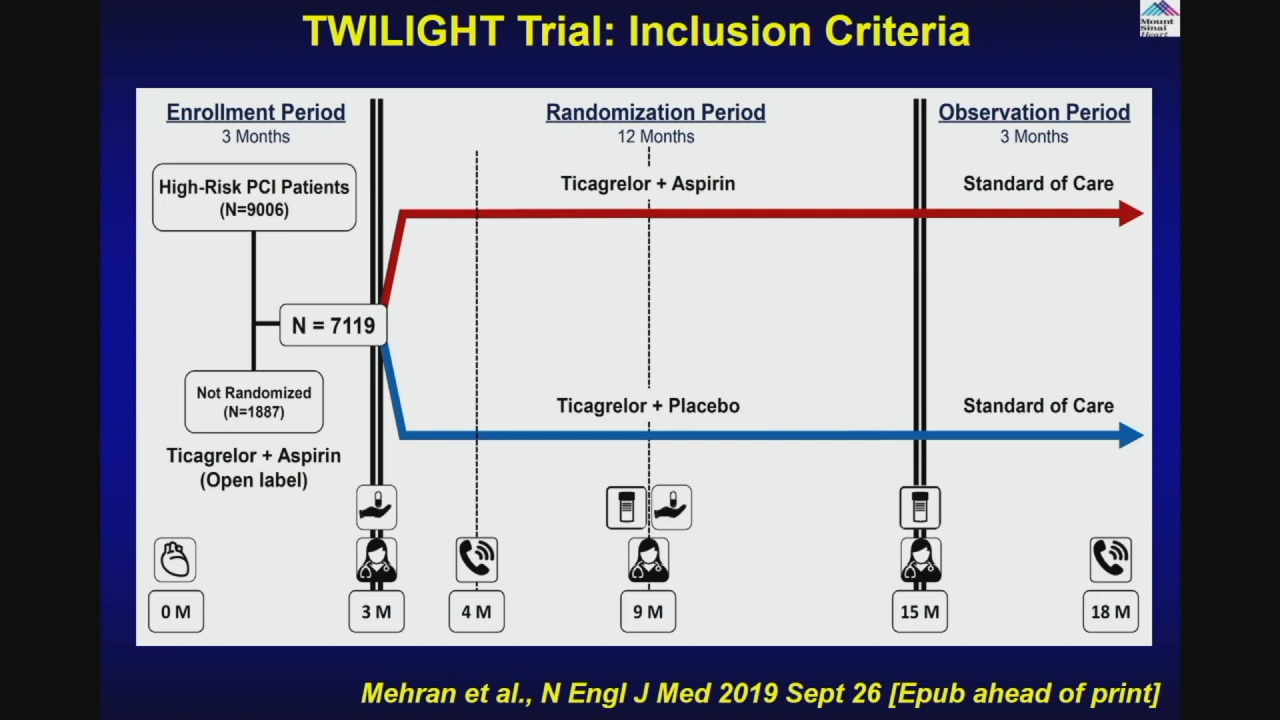 TWILIGHT Trial: Inclusion Criteria
Mount
Sinai
Heart
Enrollment Period
3 Months
Randomization Period
12 Months
Observation Period
3 Months
High-Risk PCI Patients
(N=9006)
Ticagrelor + Aspirin
Standard of Care
N = 7119
Not Randomized
(N=1887)
Ticagrelor + Aspirin
(Open label)
Ticagrelor + Placebo
Standard of Care
0 M
3 M
4 M
9 M
15 M
18 M
Mehran et al., N Engl J Med 2019 Sept 26 [Epub ahead of print]